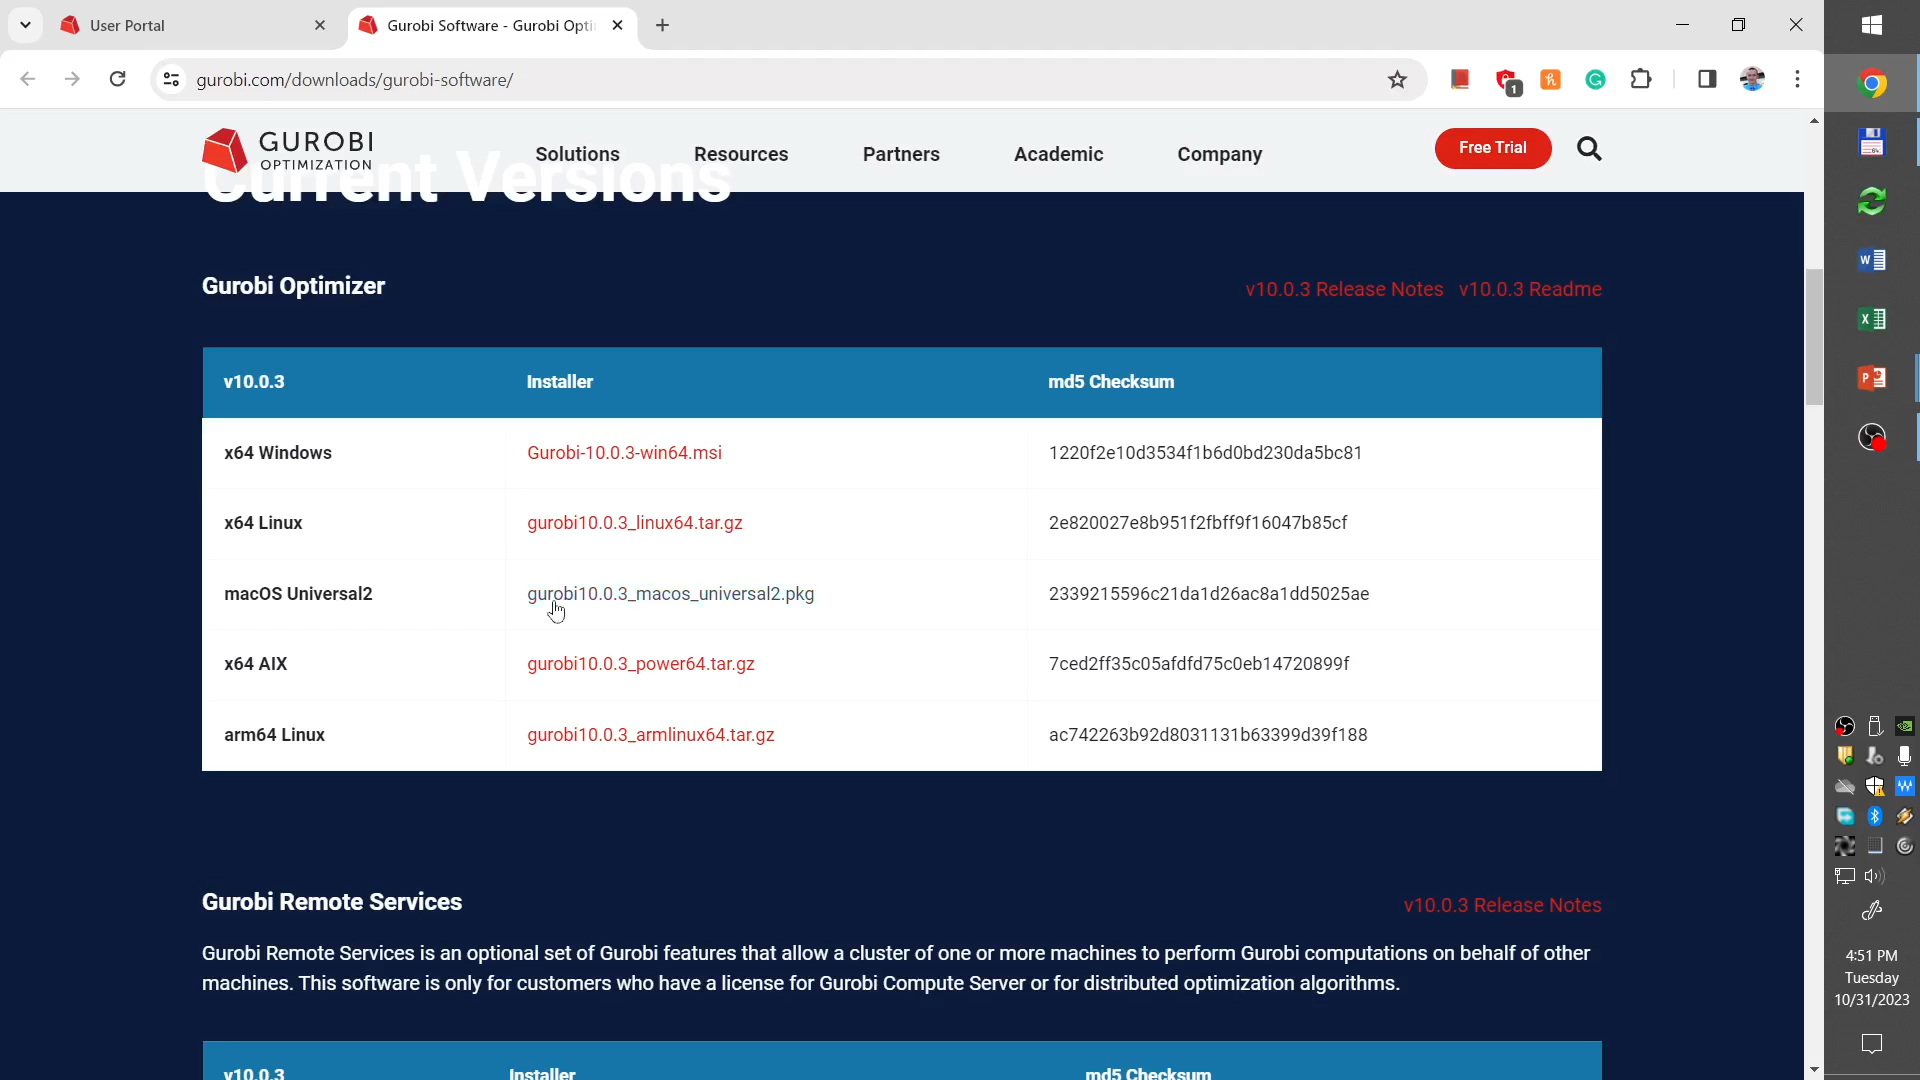 User Portal
Gurobi Software - Gurobi Opti
gurobi.com/downloads/gurobi-software/
1
GUROBI
OPTIMIZATION
Solutions
Resources
Partners
Academic
Company
Free Trial
Current Versions
Gurobi Optimizer
v10.0.3 Release Notes v10.0.3 Readme
v10.0.3 Installer md5 Checksum
x64 Windows Gurobi-10.0.3-win64.msi 1220f2e10d3534f1b6d0bd230da5bc81
x64 Linux gurobi10.0.3_linux64.tar.gz 2e820027e8b951f2fbff9f16047b85cf
macOS Universal2 gurobi10.0.3_macos_universal2.pkg 2339215596c21da1d26ac8a1dd5025ae
x64 AIX gurobi10.0.3_power64.tar.gz 7ced2ff35c05afdfd75c0eb14720899f
arm64 Linux gurobi10.0.3_armlinux64.tar.gz ac742263b92d8031131b63399d39f188
Gurobi Remote Services
v10.0.3 Release Notes
Gurobi Remote Services is an optional set of Gurobi features that allow a cluster of one or more machines to perform Gurobi computations on behalf of other
machines. This software is only for customers who have a license for Gurobi Compute Server or for distributed optimization algorithms.
v10.0.3 Installer md5 Checksum
4:51 PM
Tuesday
10/31/2023